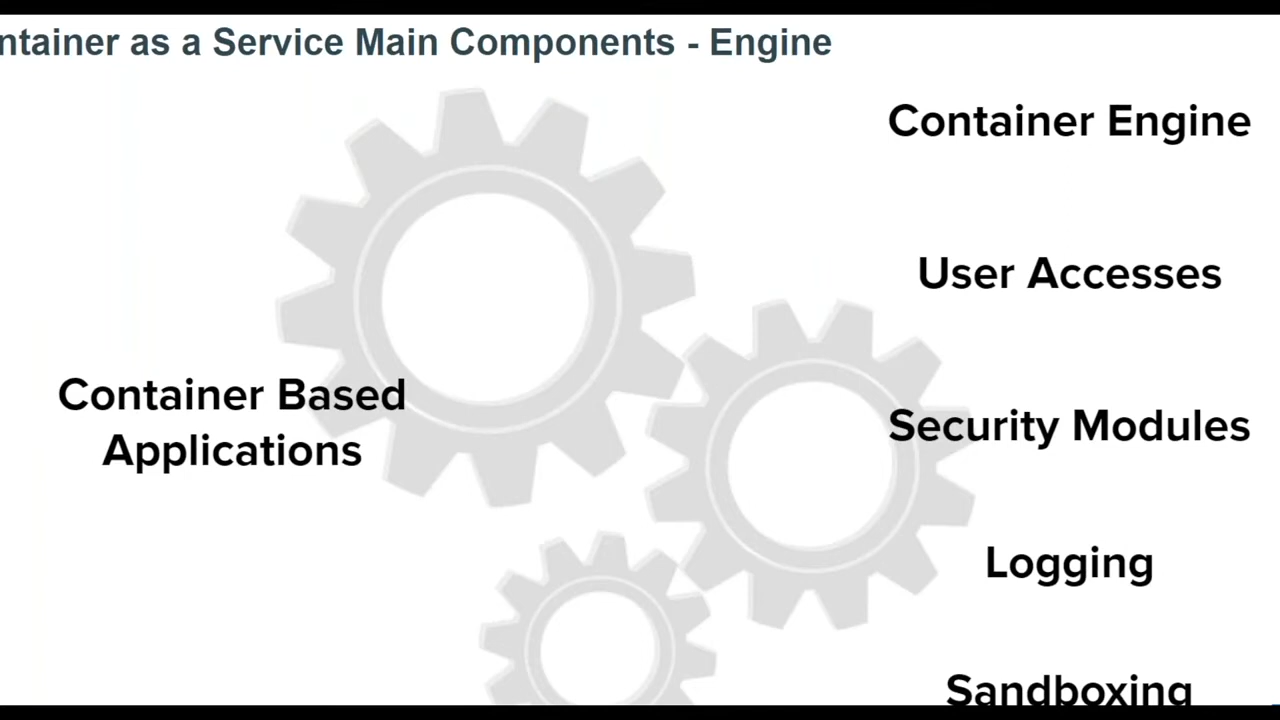 ntainer as a Service Main Components - Engine
Container Engine
User Accesses
Container Based
Applications
Security Modules
Logging
Sandboxing